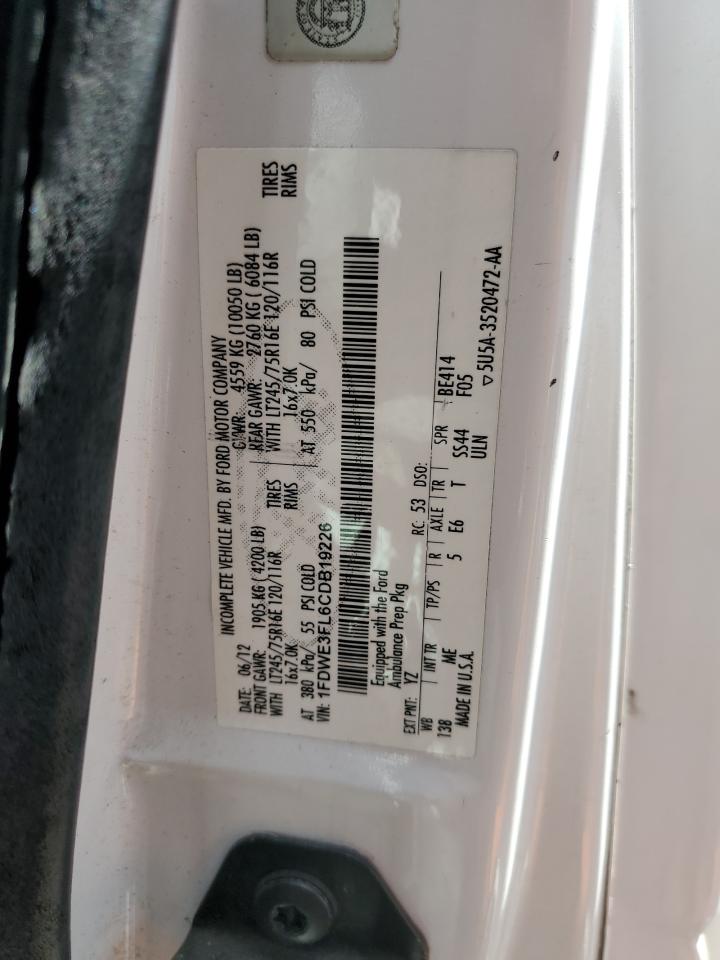 INCOMPLETE VEHICLE MFD. BY FORD MOTOR COMPANY
DATE: 06/12 GVWR: 4559 KG (10050 LB)
FRONT GAWR: 1905 KG (4200 LB) REAR GAWR: 2760 KG ( 6084 LB)
WITH LT245/75R16E 120/116R TIRES WITH LT245/75R16E 120/116R TIRES
16x7.0K RIMS 16x7.0K RIMS
AT 380 kPa/ 55 PSI COLD AT 550 kPa/ 80 PSI COLD
VIN: 1FDWE3FL6CDB19226
Equipped with the Ford
Ambulance Prep Pkg
EXT PNT: YZ RC: 53 DSO:
WB INT TR TP/PS R AXLE TR SPR BE414
138 ME 5 E6 T SS44 F05
MADE IN U.S.A. ULN
▽5U5A-3520472-AA